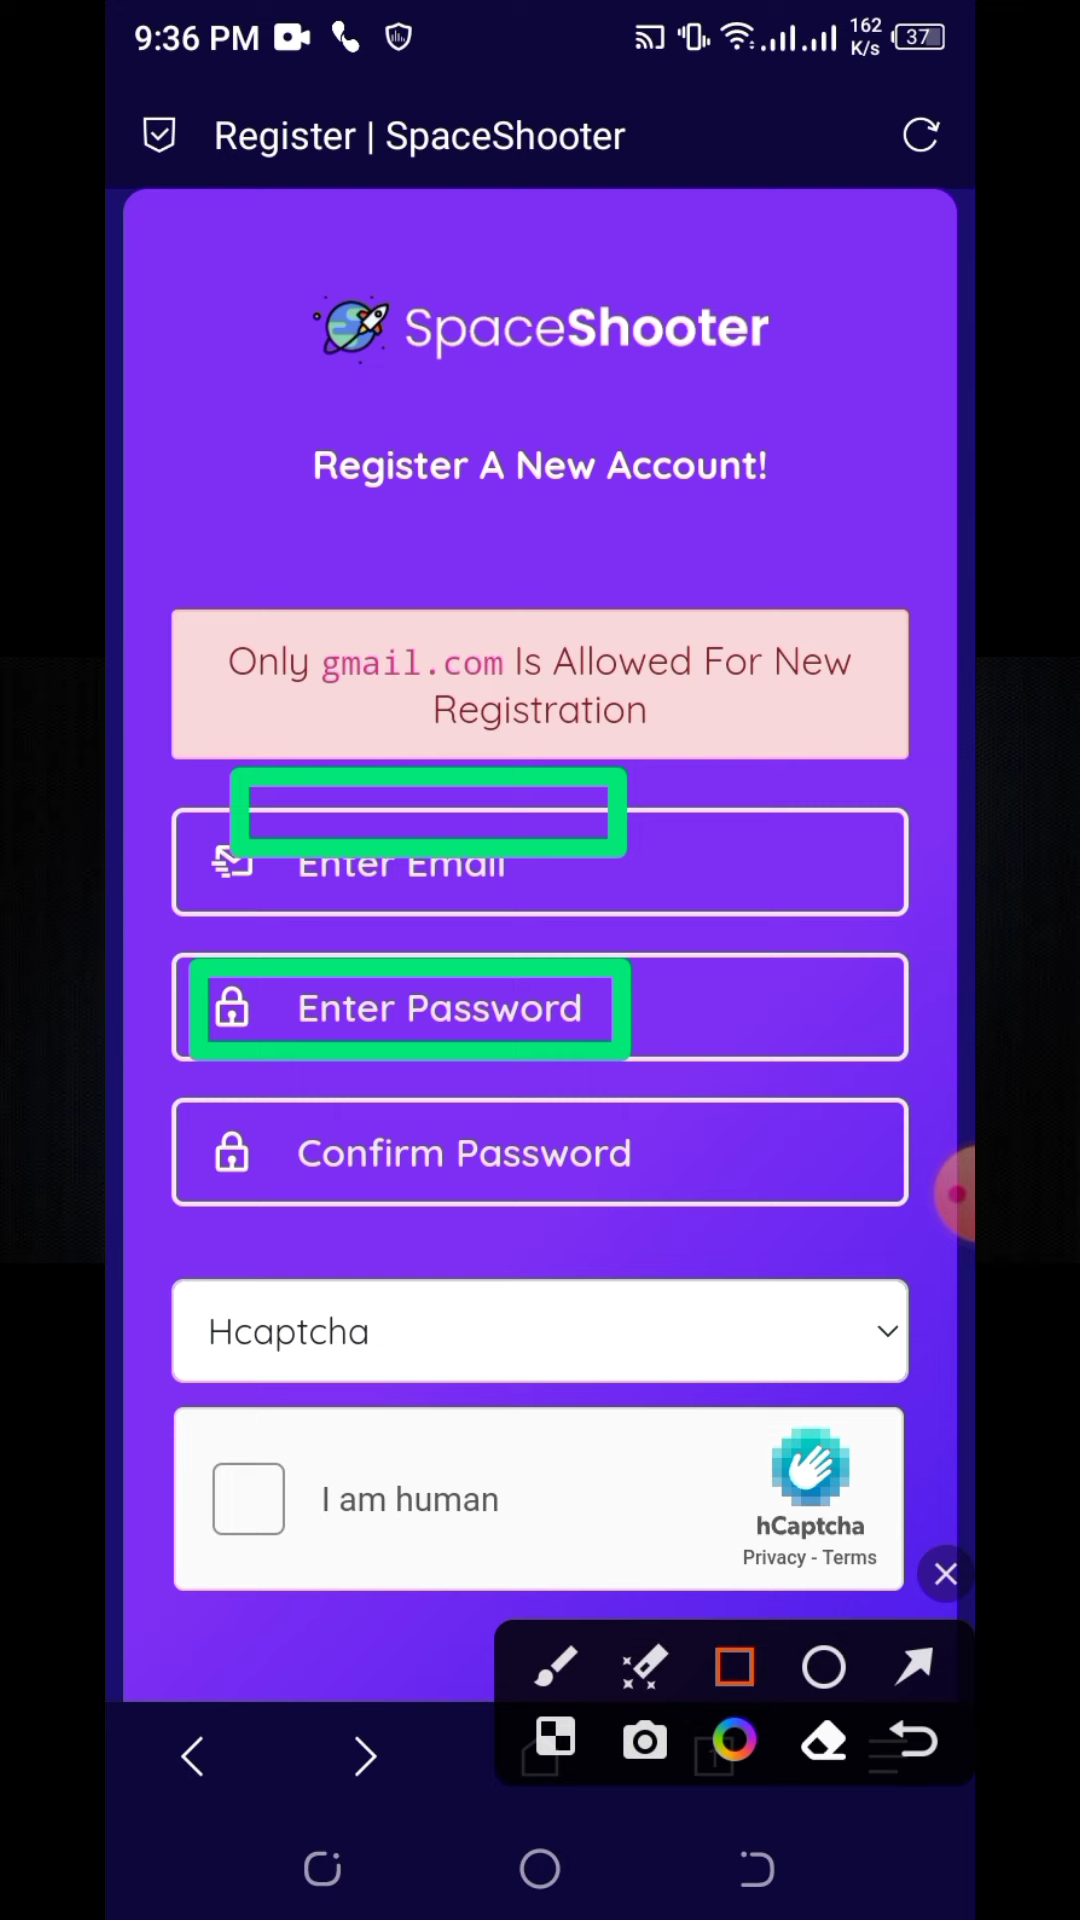 9:36 PM 162 K/s 37
Register | SpaceShooter
SpaceShooter
Register A New Account!
Only gmail.com Is Allowed For New
Registration
Enter Email
Enter Password
Confirm Password
Hcaptcha
I am human
hCaptcha
Privacy - Terms